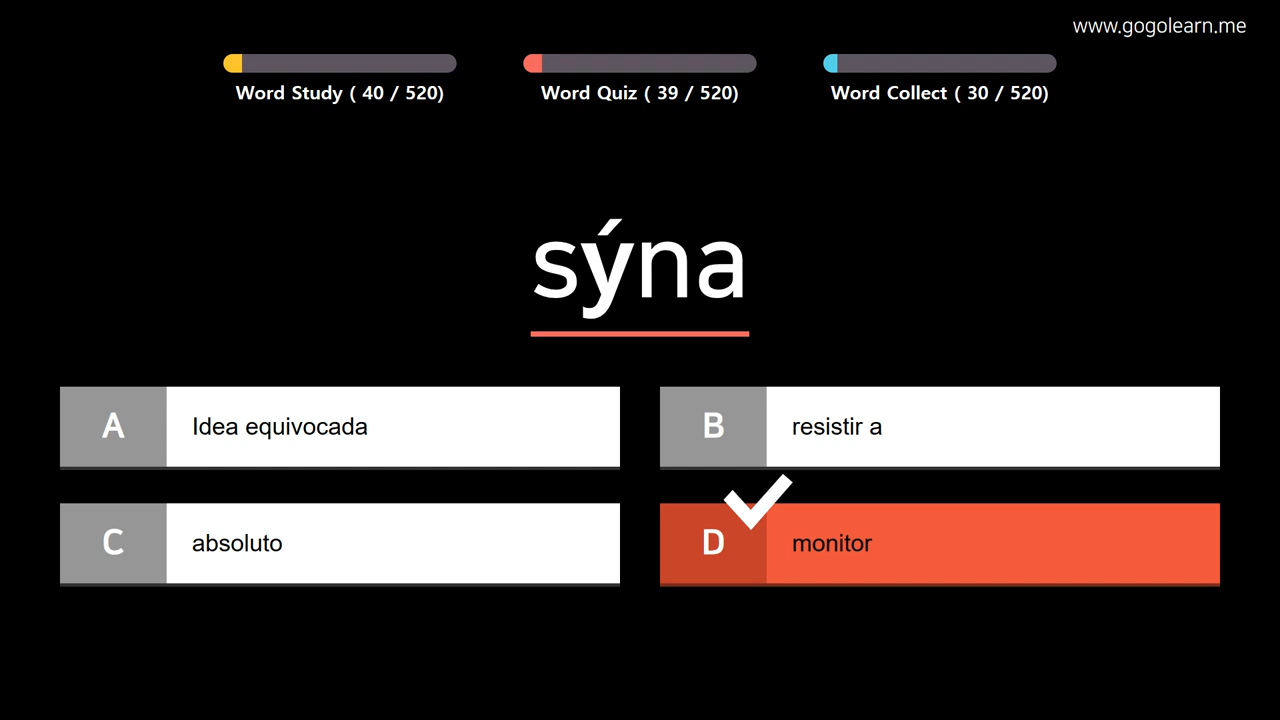 www.gogolearn.me
Word Study ( 40 / 520)
Word Quiz ( 39 / 520)
Word Collect ( 30 / 520)
sýna
A Idea equivocada
B resistir a
C absoluto
D monitor